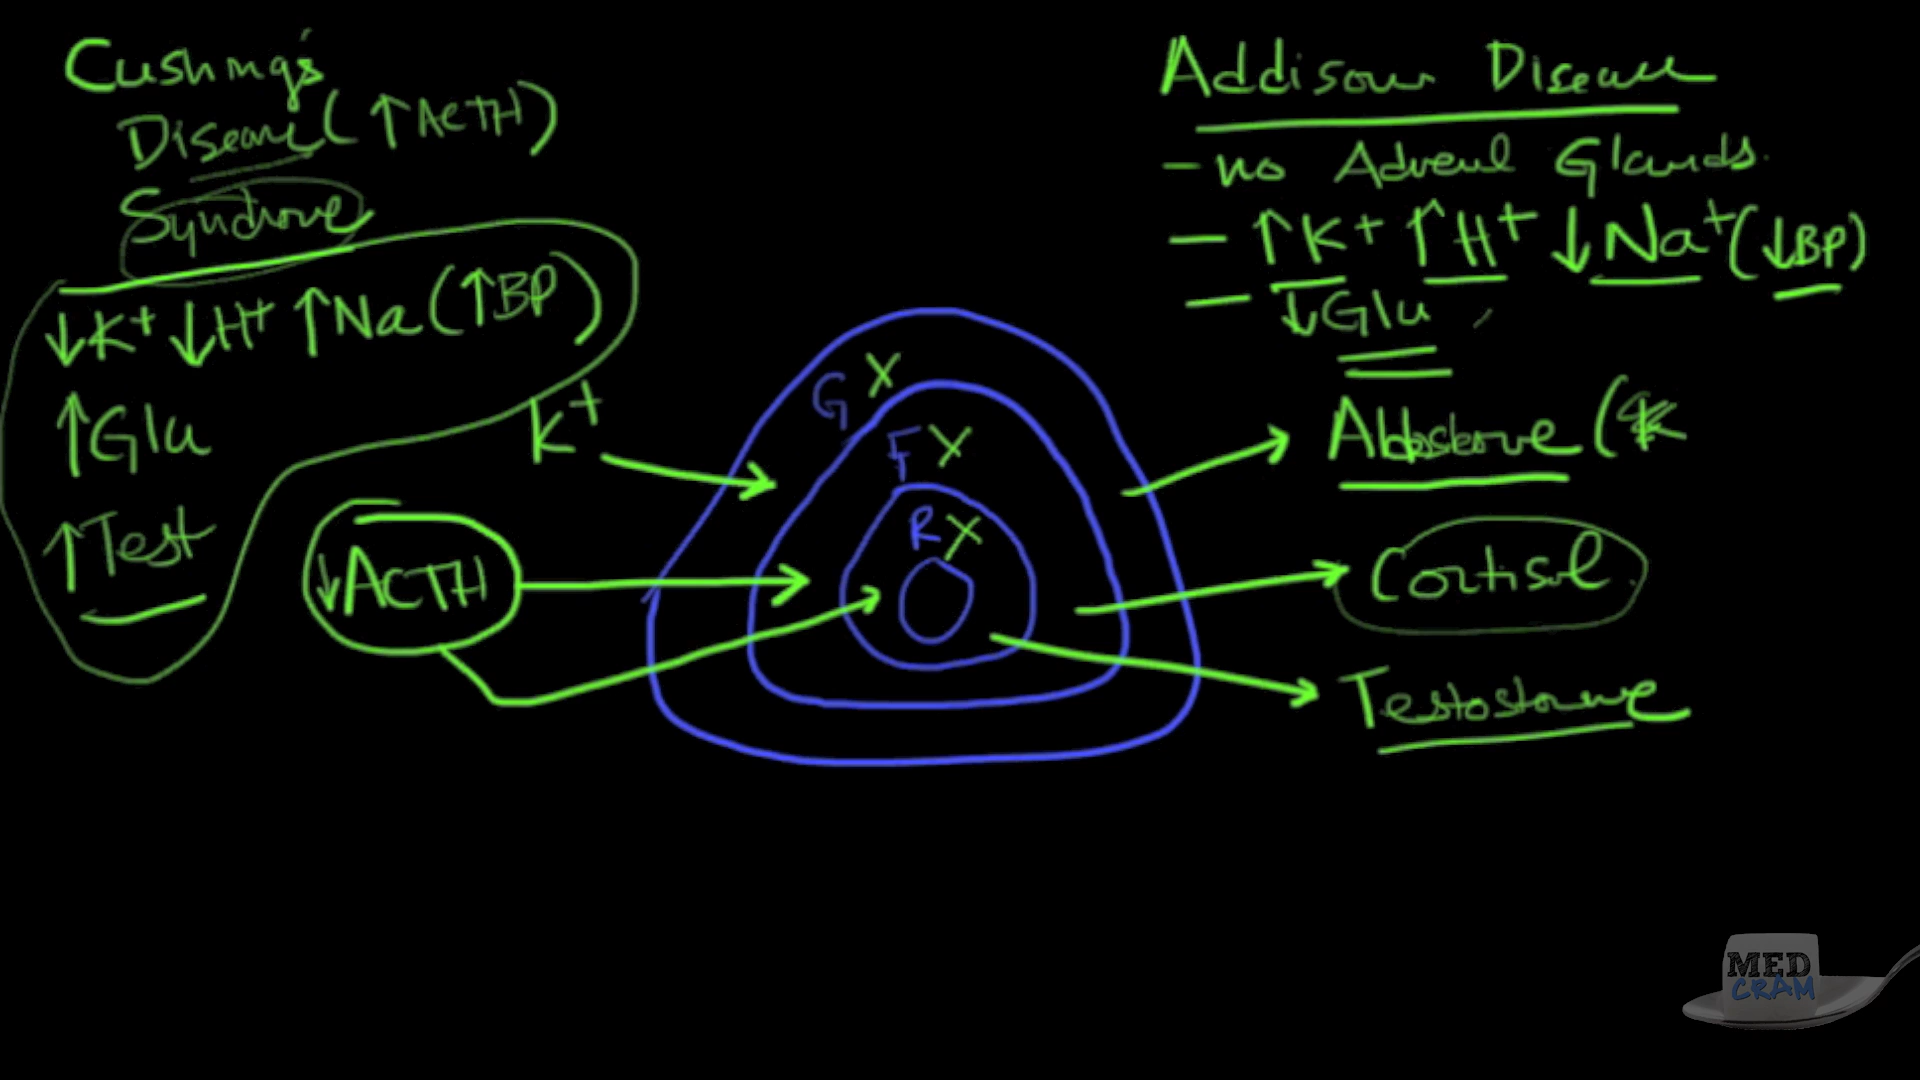 Cushing's
Disease (↑ACTH)
Syndrome
↓K+ ↓H+ ↑Na (↑BP)
↑Glu
↑Test
K+
↓ACTH
G X
F X
R X
Addison Disease
- no Adrenal Glands.
- ↑K+ ↑H+ ↓Na+ (↓BP)
- ↓Glu
Aldosterone (
Cortisol
Testosterone
MED
CRAM